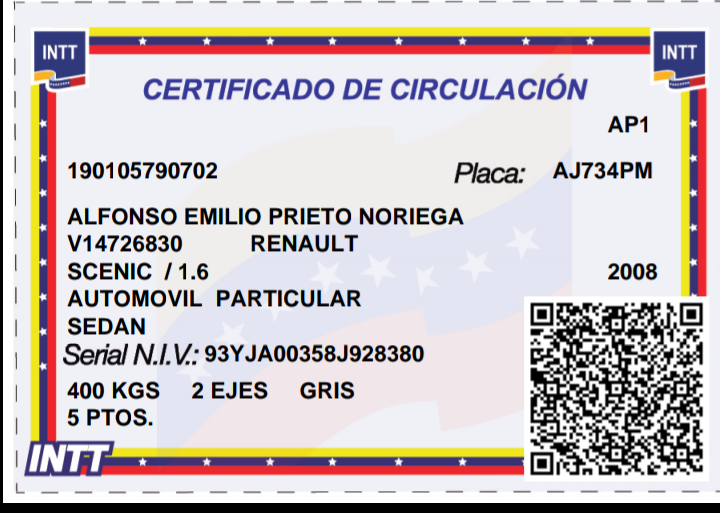 INTT
INTT
CERTIFICADO DE CIRCULACIÓN
AP1
190105790702 Placa: AJ734PM
ALFONSO EMILIO PRIETO NORIEGA
V14726830 RENAULT
SCENIC / 1.6 2008
AUTOMOVIL PARTICULAR
SEDAN
Serial N.I.V.: 93YJA00358J928380
400 KGS 2 EJES GRIS
5 PTOS.
INTT